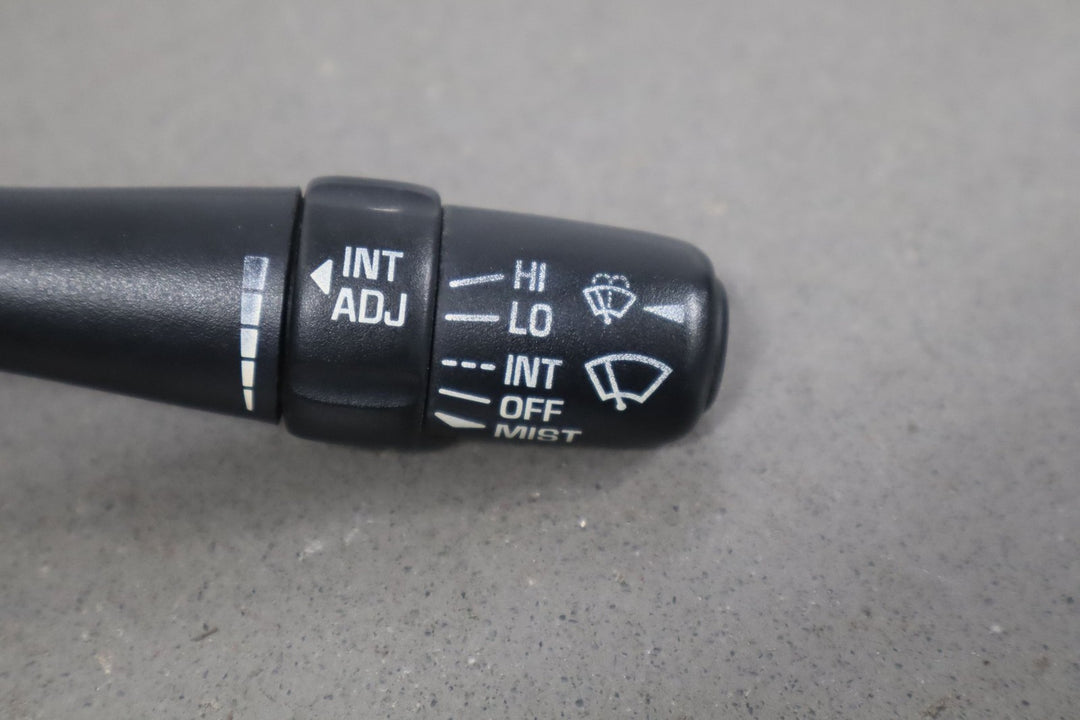 INT
ADJ
HI
LO
INT
OFF
MIST